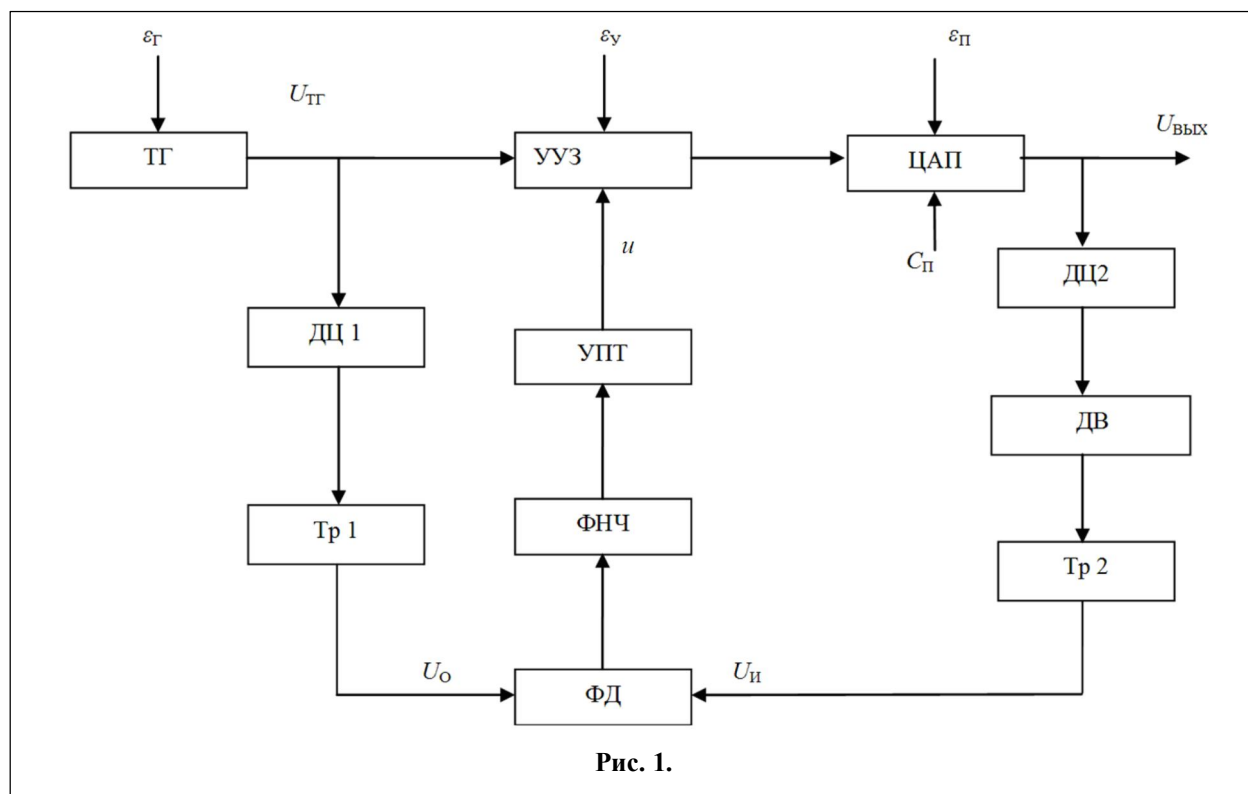 εГ
εУ
εП
UТГ
UВЫХ
ТГ
УУЗ
ЦАП
u
CП
ДЦ2
ДЦ 1
УПТ
ДВ
Тр 1
ФНЧ
Тр 2
UО
UИ
ФД
Рис. 1.